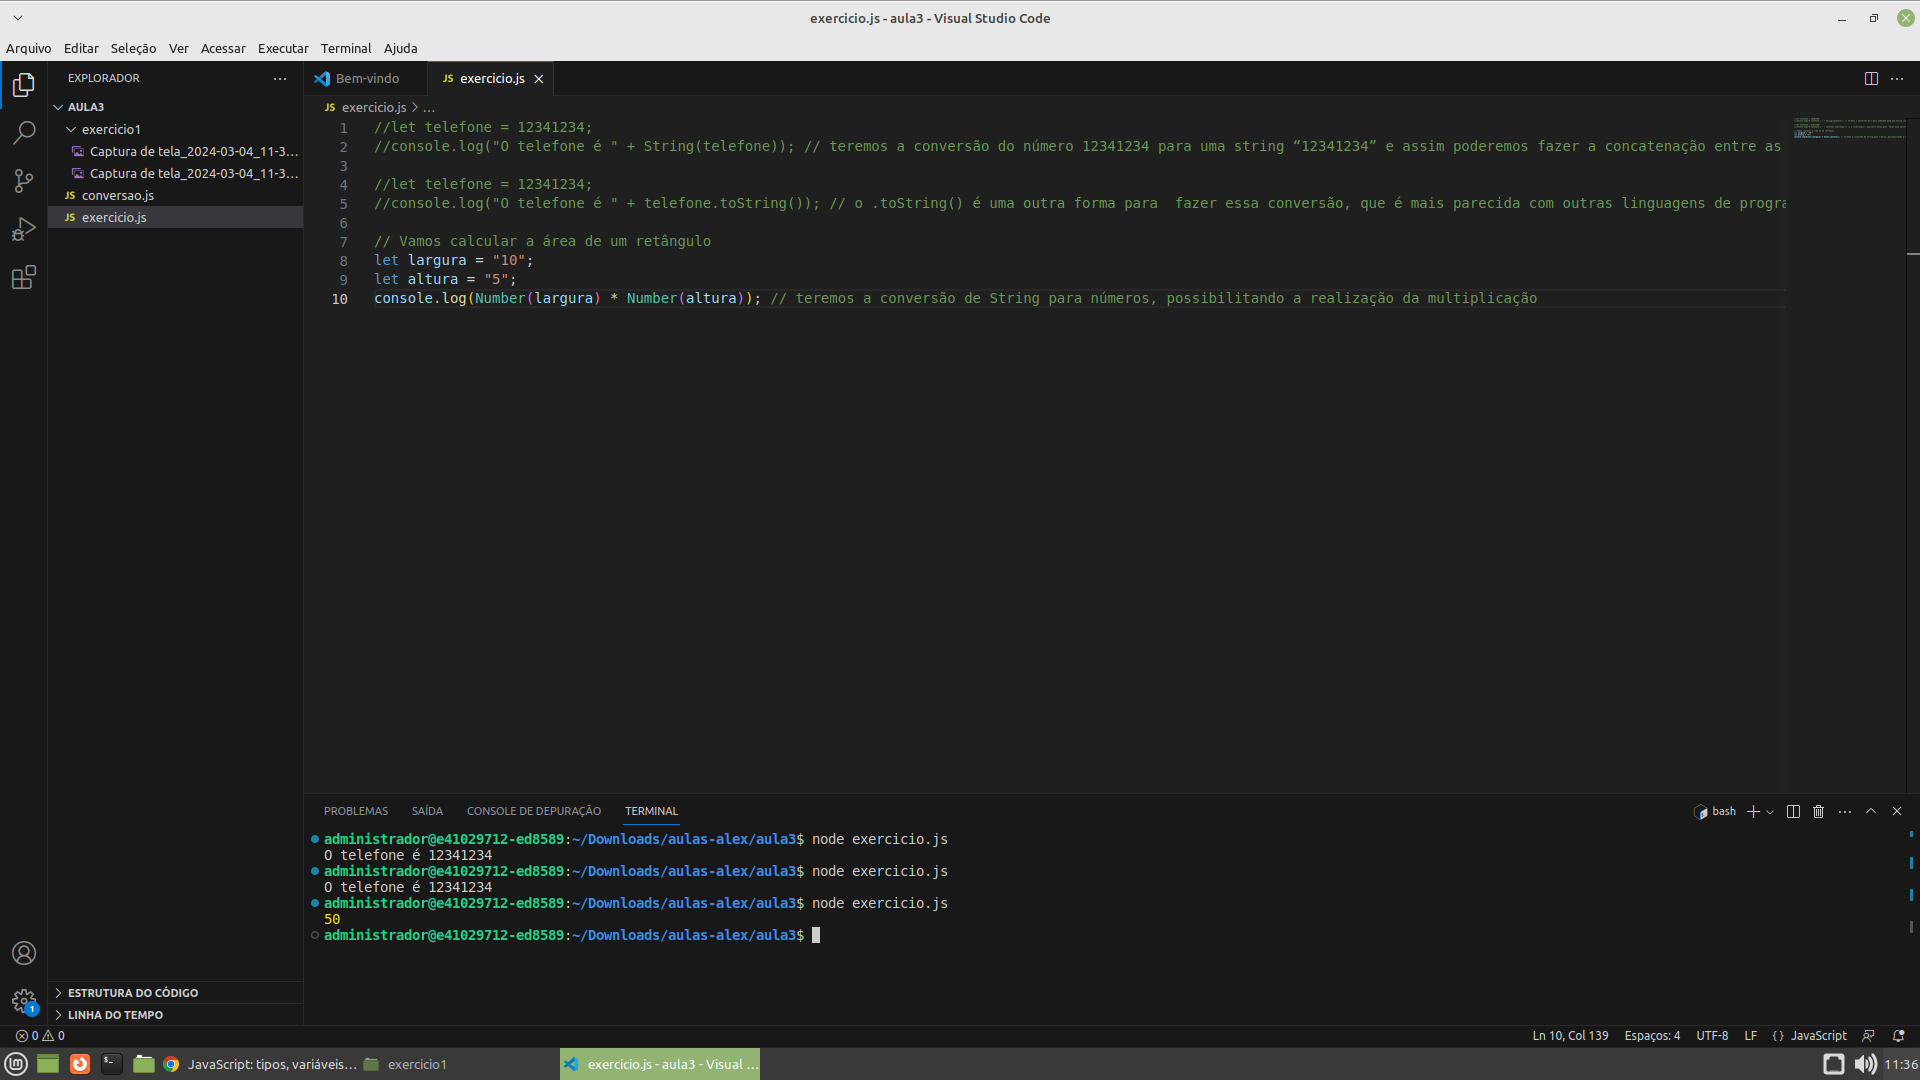 exercicio.js - aula3 - Visual Studio Code
Arquivo Editar Seleção Ver Acessar Executar Terminal Ajuda
EXPLORADOR
AULA3
exercicio1
Captura de tela_2024-03-04_11-3...
Captura de tela_2024-03-04_11-3...
JS conversao.js
JS exercicio.js
ESTRUTURA DO CÓDIGO
LINHA DO TEMPO
Bem-vindo
JS exercicio.js
JS exercicio.js > ...
1 //let telefone = 12341234;
2 //console.log("O telefone é " + String(telefone)); // teremos a conversão do número 12341234 para uma string “12341234” e assim poderemos fazer a concatenação entre as
3
4 //let telefone = 12341234;
5 //console.log("O telefone é " + telefone.toString()); // o .toString() é uma outra forma para  fazer essa conversão, que é mais parecida com outras linguagens de progra
6
7 // Vamos calcular a área de um retângulo
8 let largura = "10";
9 let altura = "5";
10 console.log(Number(largura) * Number(altura)); // teremos a conversão de String para números, possibilitando a realização da multiplicação
PROBLEMAS SAÍDA CONSOLE DE DEPURAÇÃO TERMINAL
bash
administrador@e41029712-ed8589:~/Downloads/aulas-alex/aula3$ node exercicio.js
O telefone é 12341234
administrador@e41029712-ed8589:~/Downloads/aulas-alex/aula3$ node exercicio.js
O telefone é 12341234
administrador@e41029712-ed8589:~/Downloads/aulas-alex/aula3$ node exercicio.js
50
administrador@e41029712-ed8589:~/Downloads/aulas-alex/aula3$
1
0 0
Ln 10, Col 139 Espaços: 4 UTF-8 LF {} JavaScript
JavaScript: tipos, variáveis...
exercicio1
exercicio.js - aula3 - Visual ...
11:36